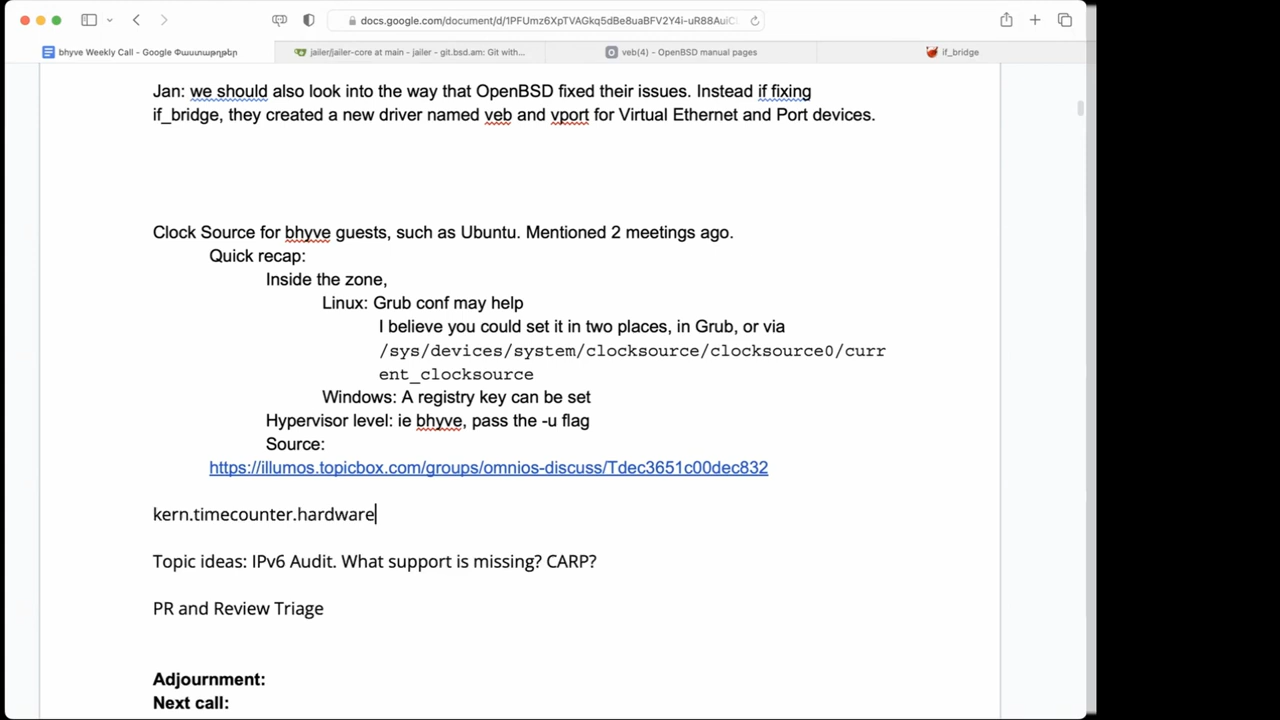 docs.google.com/document/d/1PFUmz6XpTVAGkq5dBe8uaBFV2Y4i-uR88AuiC
bhyve Weekly Call - Google Փաստաթղթեր
jailer/jailer-core at main - jailer - git.bsd.am: Git with...
veb(4) - OpenBSD manual pages
if_bridge
Jan: we should also look into the way that OpenBSD fixed their issues. Instead if fixing
if_bridge, they created a new driver named veb and vport for Virtual Ethernet and Port devices.
Clock Source for bhyve guests, such as Ubuntu. Mentioned 2 meetings ago.
Quick recap:
Inside the zone,
Linux: Grub conf may help
I believe you could set it in two places, in Grub, or via
/sys/devices/system/clocksource/clocksource0/curr
ent_clocksource
Windows: A registry key can be set
Hypervisor level: ie bhyve, pass the -u flag
Source:
https://illumos.topicbox.com/groups/omnios-discuss/Tdec3651c00dec832
kern.timecounter.hardware
Topic ideas: IPv6 Audit. What support is missing? CARP?
PR and Review Triage
Adjournment:
Next call: